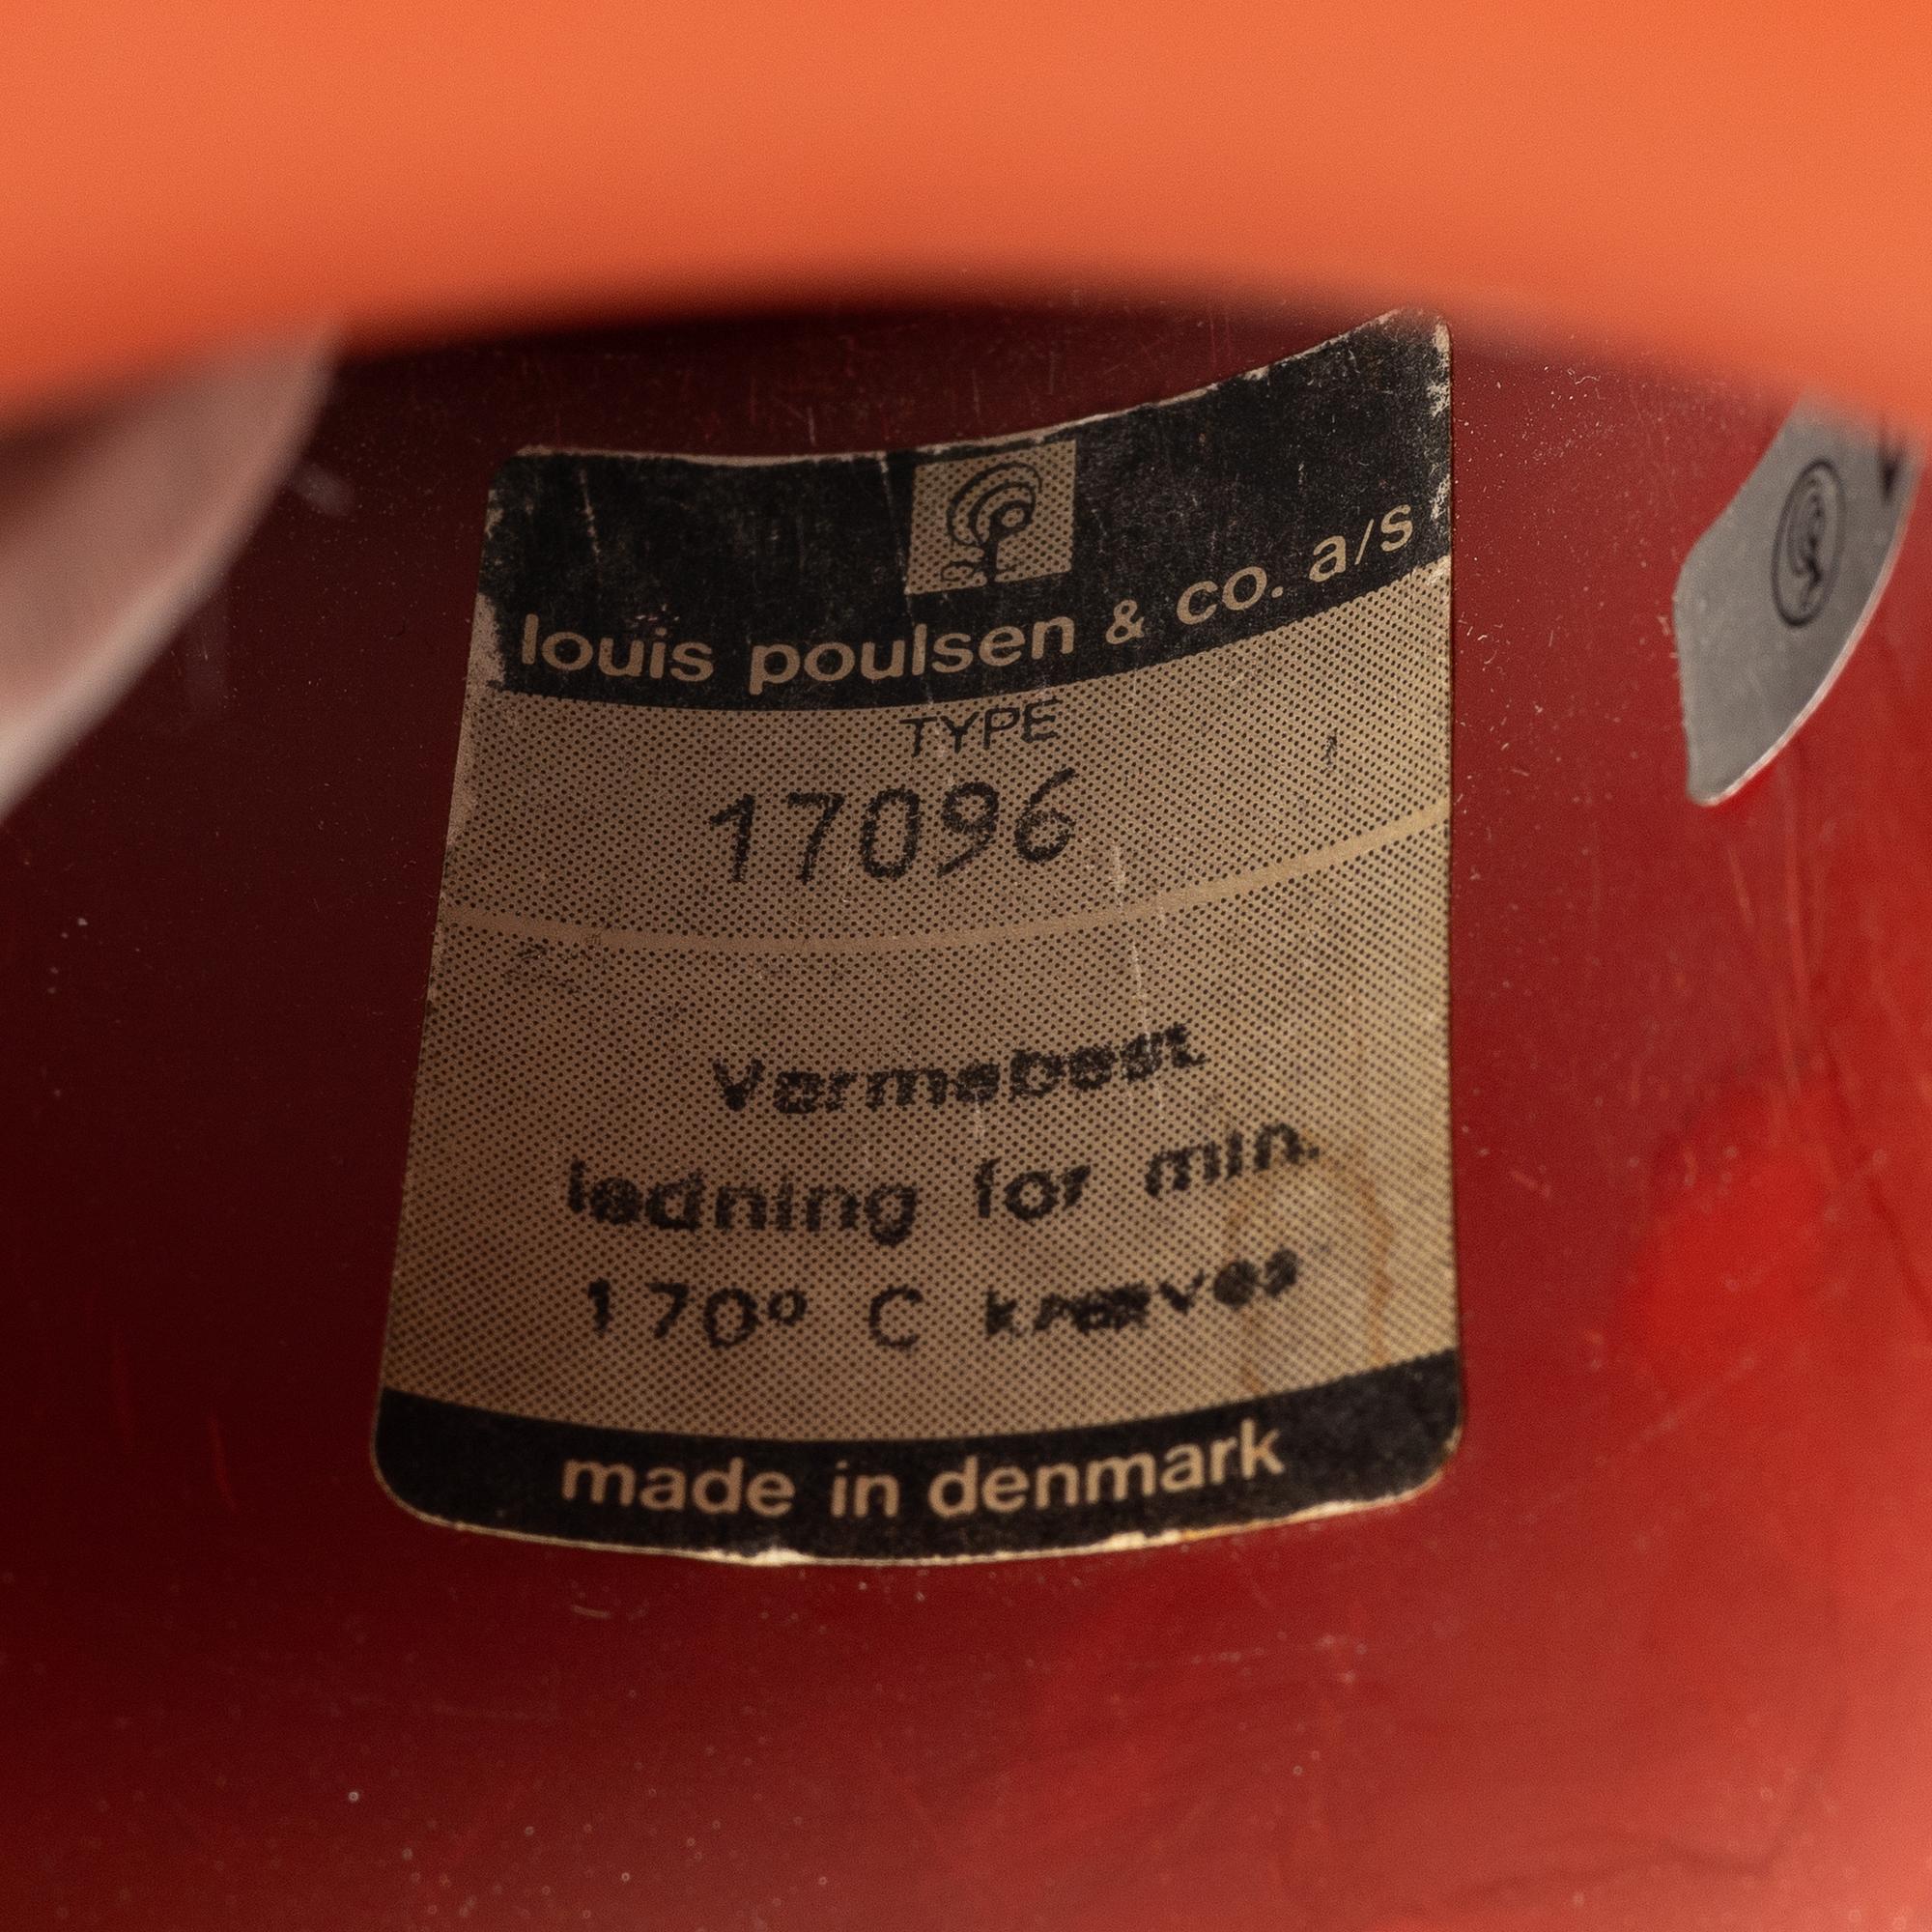 louis poulsen & co. a/s
TYPE
17096
Varmebest
ledning for min.
170° C kræves
made in denmark